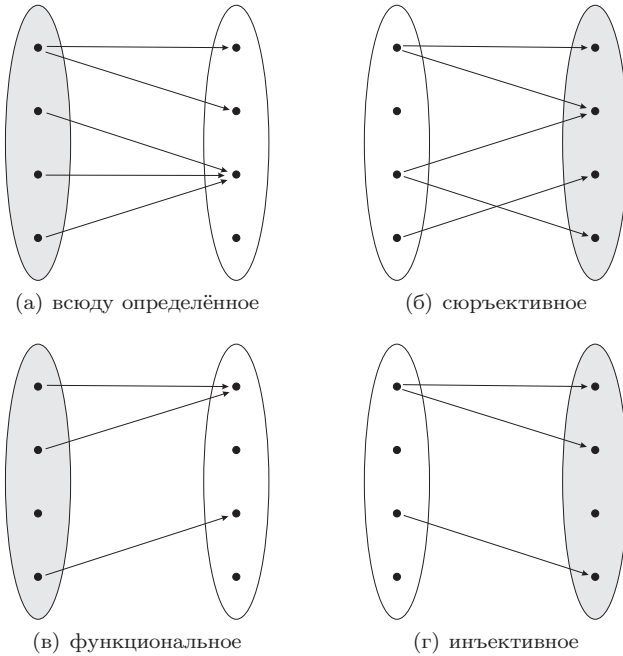 (а) всюду определённое
(б) сюръективное
(в) функциональное
(г) инъективное